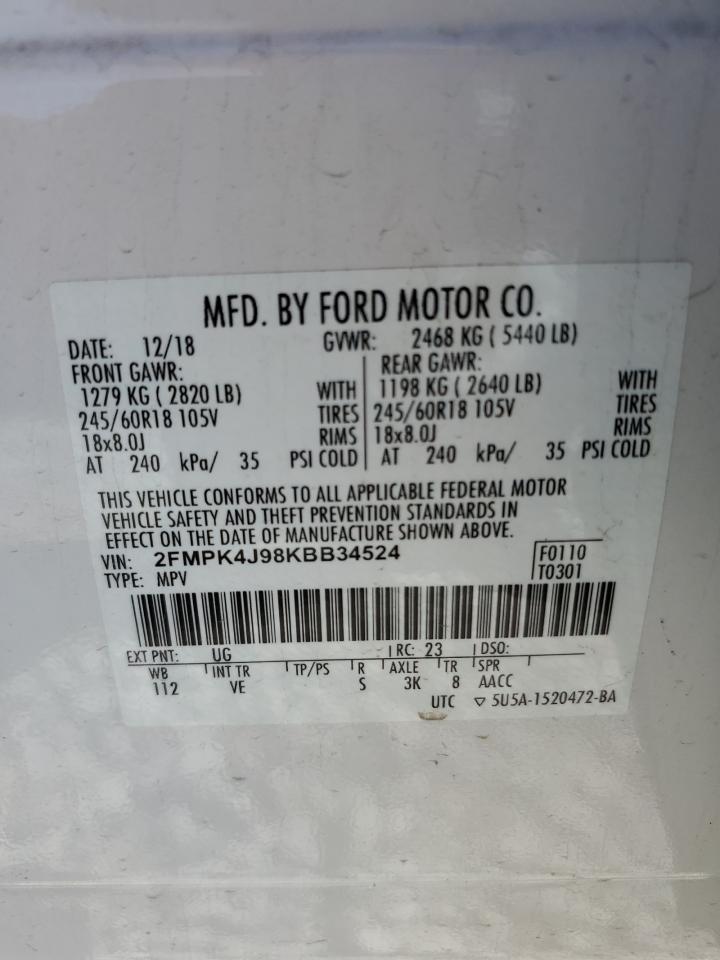 MFD. BY FORD MOTOR CO.
DATE: 12/18 GVWR: 2468 KG ( 5440 LB)
FRONT GAWR: REAR GAWR:
1279 KG ( 2820 LB) WITH 1198 KG ( 2640 LB) WITH
245/60R18 105V TIRES 245/60R18 105V TIRES
18x8.0J RIMS 18x8.0J RIMS
AT 240 kPa/ 35 PSI COLD AT 240 kPa/ 35 PSI COLD
THIS VEHICLE CONFORMS TO ALL APPLICABLE FEDERAL MOTOR
VEHICLE SAFETY AND THEFT PREVENTION STANDARDS IN
EFFECT ON THE DATE OF MANUFACTURE SHOWN ABOVE.
VIN: 2FMPK4J98KBB34524 F0110
TYPE: MPV T0301
EXT PNT: UG RC: 23 DSO:
WB INT TR TP/PS R AXLE TR SPR
112 VE S 3K 8 AACC
UTC ▽ 5U5A-1520472-BA